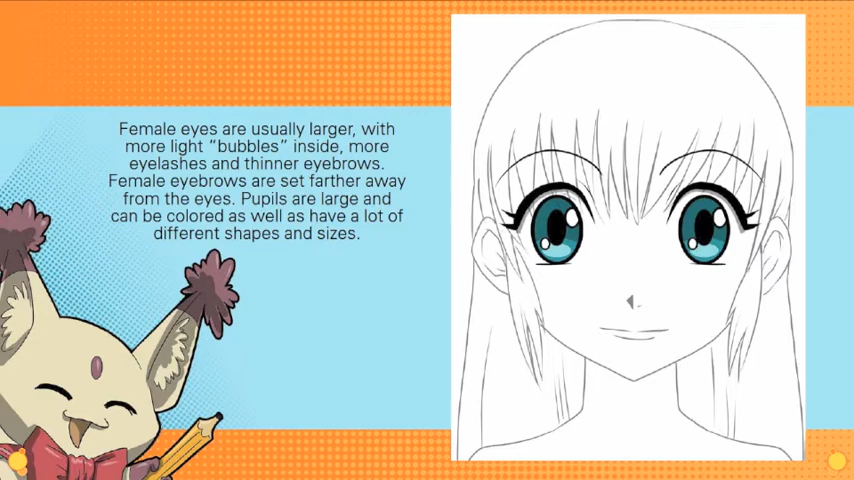 Female eyes are usually larger, with
more light “bubbles” inside, more
eyelashes and thinner eyebrows.
Female eyebrows are set farther away
from the eyes. Pupils are large and
can be colored as well as have a lot of
different shapes and sizes.